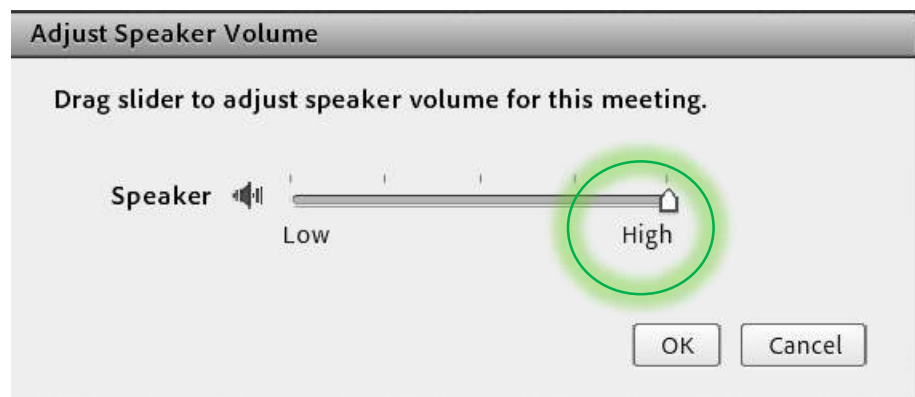 Adjust Speaker Volume
Drag slider to adjust speaker volume for this meeting.
Speaker
Low High
OK Cancel